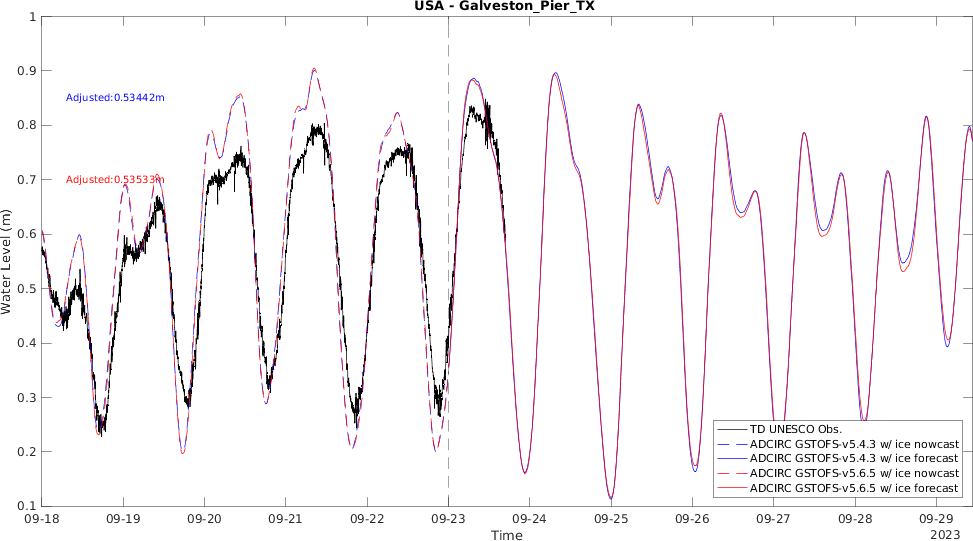 USA - Galveston_Pier_TX
1
0.9
0.8
0.7
0.6
0.5
0.4
0.3
0.2
0.1
Water Level (m)
Adjusted:0.53442m
Adjusted:0.53533m
TD UNESCO Obs.
ADCIRC GSTOFS-v5.4.3 w/ ice nowcast
ADCIRC GSTOFS-v5.4.3 w/ ice forecast
ADCIRC GSTOFS-v5.6.5 w/ ice nowcast
ADCIRC GSTOFS-v5.6.5 w/ ice forecast
09-18 09-19 09-20 09-21 09-22 09-23 09-24 09-25 09-26 09-27 09-28 09-29
Time 2023